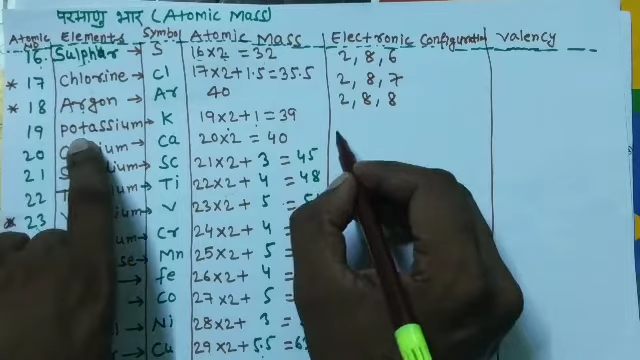 परमाणु भार (Atomic Mass)
Atomic No Elements Symbol Atomic Mass Electronic Configuration Valency
16. Sulphar → S 16×2 = 32 2, 8, 6
* 17 Chlorine → Cl 17×2+1.5=35.5 2, 8, 7
* 18 Argon → Ar 40 2, 8, 8
19 potassium → K 19×2+1 = 39
20 Ca 20×2 = 40
21 Sc 21×2+ 3 = 45
22 Ti 22×2+ 4 = 48
* 23 V 23×2+ 5 =
Cr 24×2+ 4 =
Mn 25×2+ 5 =
fe 26×2+ 4 =
Co 27×2+ 5 =
Ni 28×2+ 3 =
Cu 29×2+ 5.5 =